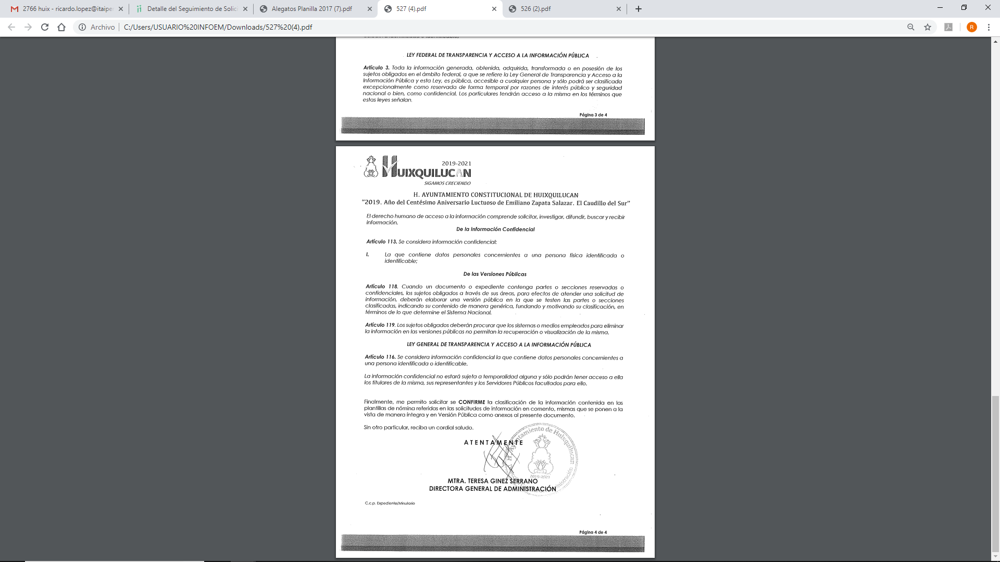 2766 huix - ricardo.lopez@itaipe
Detalle del Seguimiento de Solici
Alegatos Planilla 2017 (7).pdf
527 (4).pdf
526 (2).pdf
Archivo
C:/Users/USUARIO%20INFOEM/Downloads/527%20(4).pdf
R
LEY FEDERAL DE TRANSPARENCIA Y ACCESO A LA INFORMACIÓN PÚBLICA
Artículo 3. Toda la información generada, obtenida, adquirida, transformada o en posesión de los
sujetos obligados en el ámbito federal, a que se refiere la Ley General de Transparencia y Acceso a la
Información Pública y esta Ley, es pública, accesible a cualquier persona y sólo podrá ser clasificada
excepcionalmente como reservada de forma temporal por razones de interés público y seguridad
nacional o bien, como confidencial. Los particulares tendrán acceso a la misma en los términos que
estas leyes señalan.
Página 3 de 4
2019-2021
HUIXQUILUCAN
SIGAMOS CRECIENDO
H. AYUNTAMIENTO CONSTITUCIONAL DE HUIXQUILUCAN
"2019. Año del Centésimo Aniversario Luctuoso de Emiliano Zapata Salazar. El Caudillo del Sur"
El derecho humano de acceso a la información comprende solicitar, investigar, difundir, buscar y recibir
información.
De la Información Confidencial
Artículo 113. Se considera información confidencial:
I. La que contiene datos personales concernientes a una persona física identificada o
identificable;
De las Versiones Públicas
Artículo 118. Cuando un documento o expediente contenga partes o secciones reservadas o
confidenciales, los sujetos obligados a través de sus áreas, para efectos de atender una solicitud de
información, deberán elaborar una versión pública en la que se testen las partes o secciones
clasificadas, indicando su contenido de manera genérica, fundando y motivando su clasificación, en
términos de lo que determine el Sistema Nacional.
Artículo 119. Los sujetos obligados deberán procurar que los sistemas o medios empleados para eliminar
la información en las versiones públicas no permitan la recuperación o visualización de la misma.
LEY GENERAL DE TRANSPARENCIA Y ACCESO A LA INFORMACIÓN PÚBLICA
Artículo 116. Se considera información confidencial la que contiene datos personales concernientes a
una persona identificada o identificable.
La información confidencial no estará sujeta a temporalidad alguna y sólo podrán tener acceso a ella
los titulares de la misma, sus representantes y los Servidores Públicos facultados para ello.
Finalmente, me permito solicitar se CONFIRME la clasificación de la información contenida en las
plantillas de nómina referidas en las solicitudes de información en comento, mismas que se ponen a la
vista de manera íntegra y en Versión Pública como anexos al presente documento.
Sin otro particular, reciba un cordial saludo.
A T E N T A M E N T E
H. Ayuntamiento de Huixquilucan
2019-2021
MTRA. TERESA GINEZ SERRANO
DIRECTORA GENERAL DE ADMINISTRACIÓN
C.c.p. Expediente/Minutario
Página 4 de 4